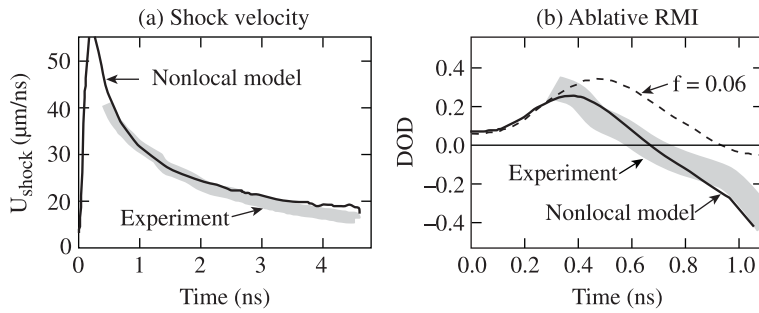 (a) Shock velocity
U_shock (μm/ns)
50
40
30
20
10
0
Nonlocal model
Experiment
0 1 2 3 4
Time (ns)
(b) Ablative RMI
DOD
0.4
0.2
0.0
−0.2
−0.4
f = 0.06
Experiment
Nonlocal model
0.0 0.2 0.4 0.6 0.8 1.0
Time (ns)